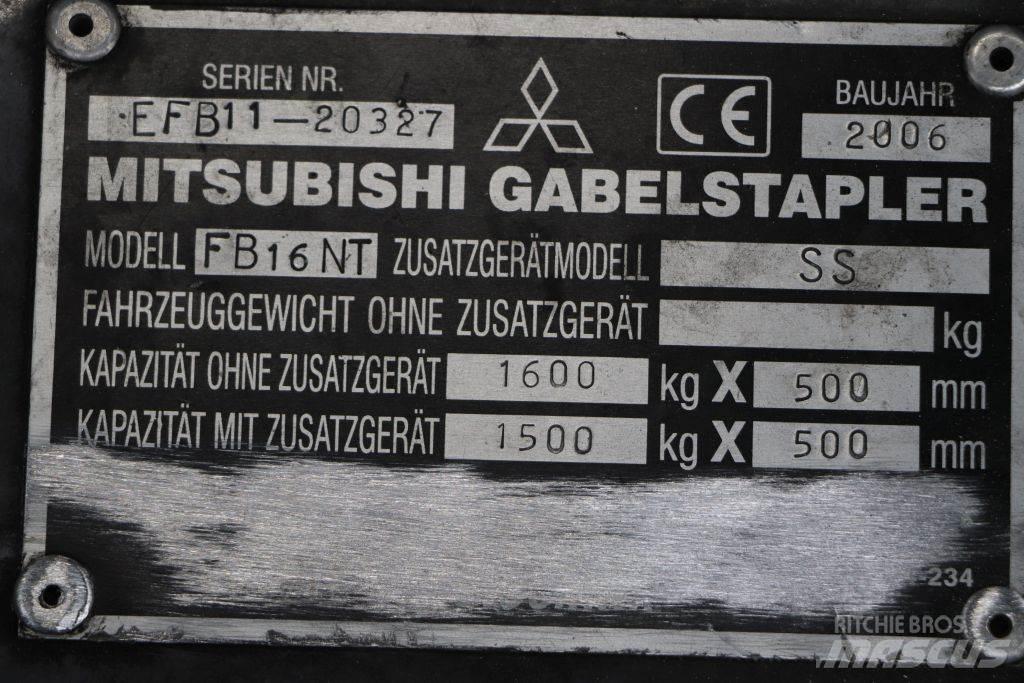 SERIEN NR.
BAUJAHR
EFB11-20327
CE
2006
MITSUBISHI GABELSTAPLER
MODELL FB16NT ZUSATZGERÄTMODELL SS
FAHRZEUGGEWICHT OHNE ZUSATZGERÄT kg
KAPAZITÄT OHNE ZUSATZGERÄT 1600 kg X 500 mm
KAPAZITÄT MIT ZUSATZGERÄT 1500 kg X 500 mm
-234
RITCHIE BROS
MASCUS